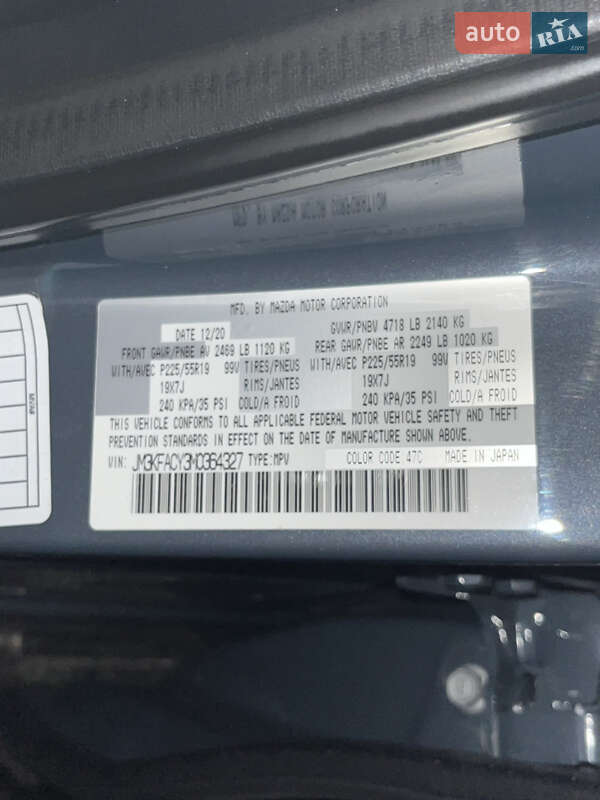 auto RIA.com
MFD. BY MAZDA MOTOR CORPORATION
DATE 12/20 GVWR/PNBV 4718 LB 2140 KG
FRONT GAWR/PNBE AV 2469 LB 1120 KG REAR GAWR/PNBE AR 2249 LB 1020 KG
WITH/AVEC P225/55R19 99V TIRES/PNEUS WITH/AVEC P225/55R19 99V TIRES/PNEUS
19X7J RIMS/JANTES 19X7J RIMS/JANTES
240 KPA/35 PSI COLD/A FROID 240 KPA/35 PSI COLD/A FROID
THIS VEHICLE CONFORMS TO ALL APPLICABLE FEDERAL MOTOR VEHICLE SAFETY AND THEFT
PREVENTION STANDARDS IN EFFECT ON THE DATE OF MANUFACTURE SHOWN ABOVE.
VIN: JM3KFACY3M0364327 TYPE: MPV COLOR CODE 47C MADE IN JAPAN